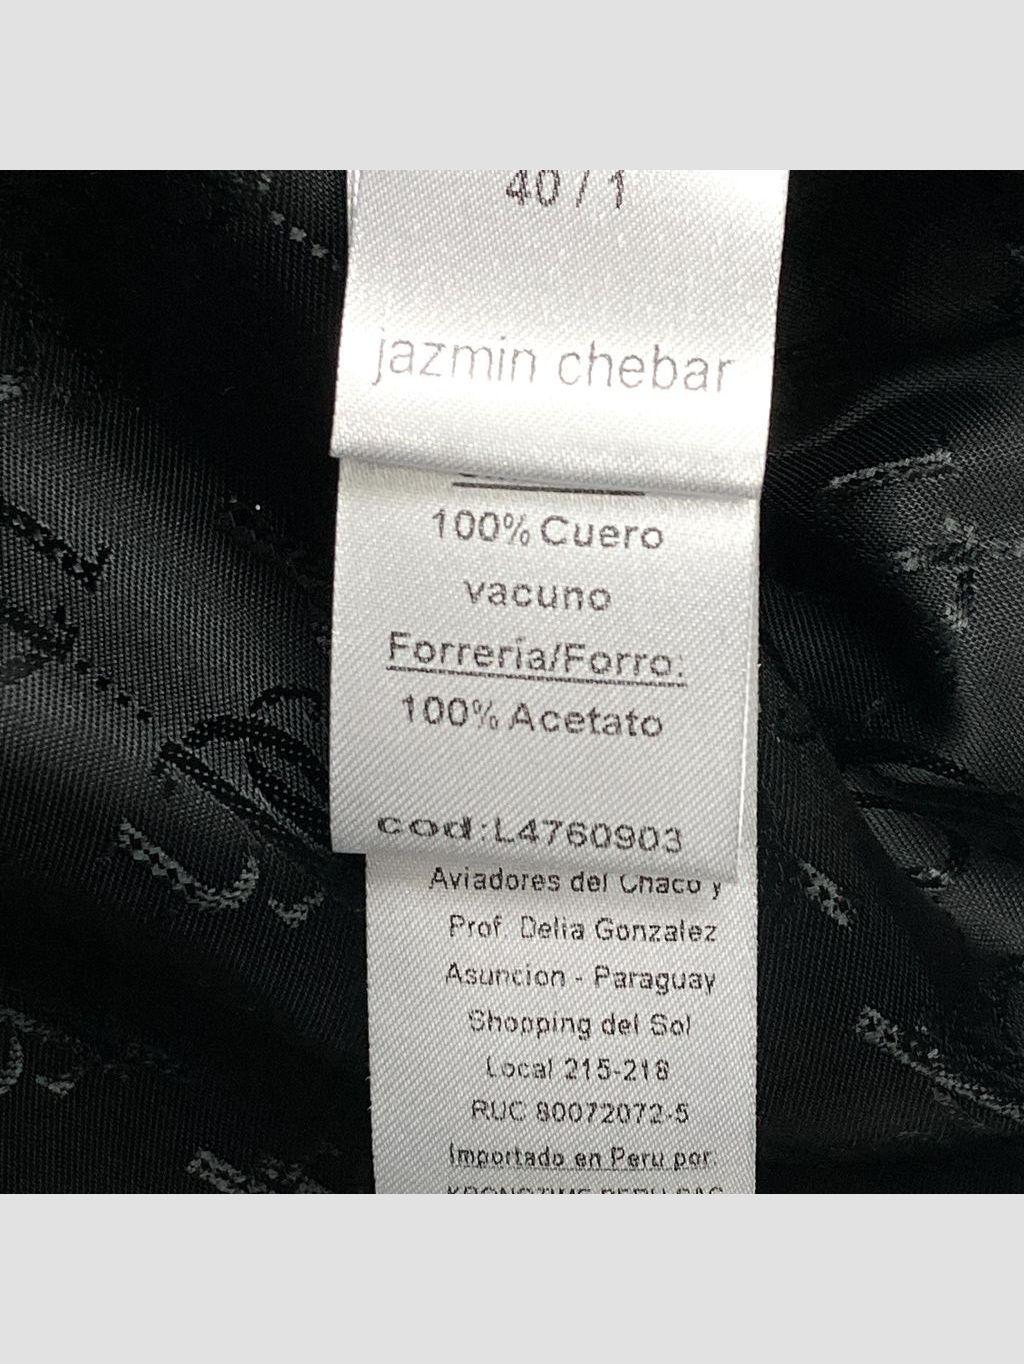 40 / 1
jazmin chebar
100% Cuero
vacuno
Forrería/Forro:
100% Acetato
cod:L4760903
Aviadores del Chaco y
Prof. Delia Gonzalez
Asuncion - Paraguay
Shopping del Sol
Local 215-218
RUC 80072072-5
Importado en Peru por: